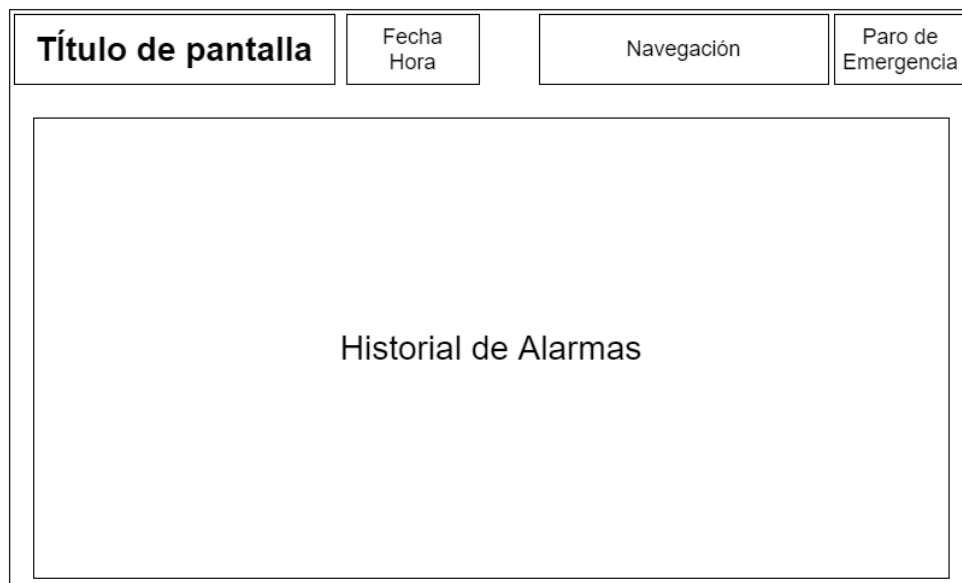 TÍtulo de pantalla
Fecha
Hora
Navegación
Paro de
Emergencia
Historial de Alarmas